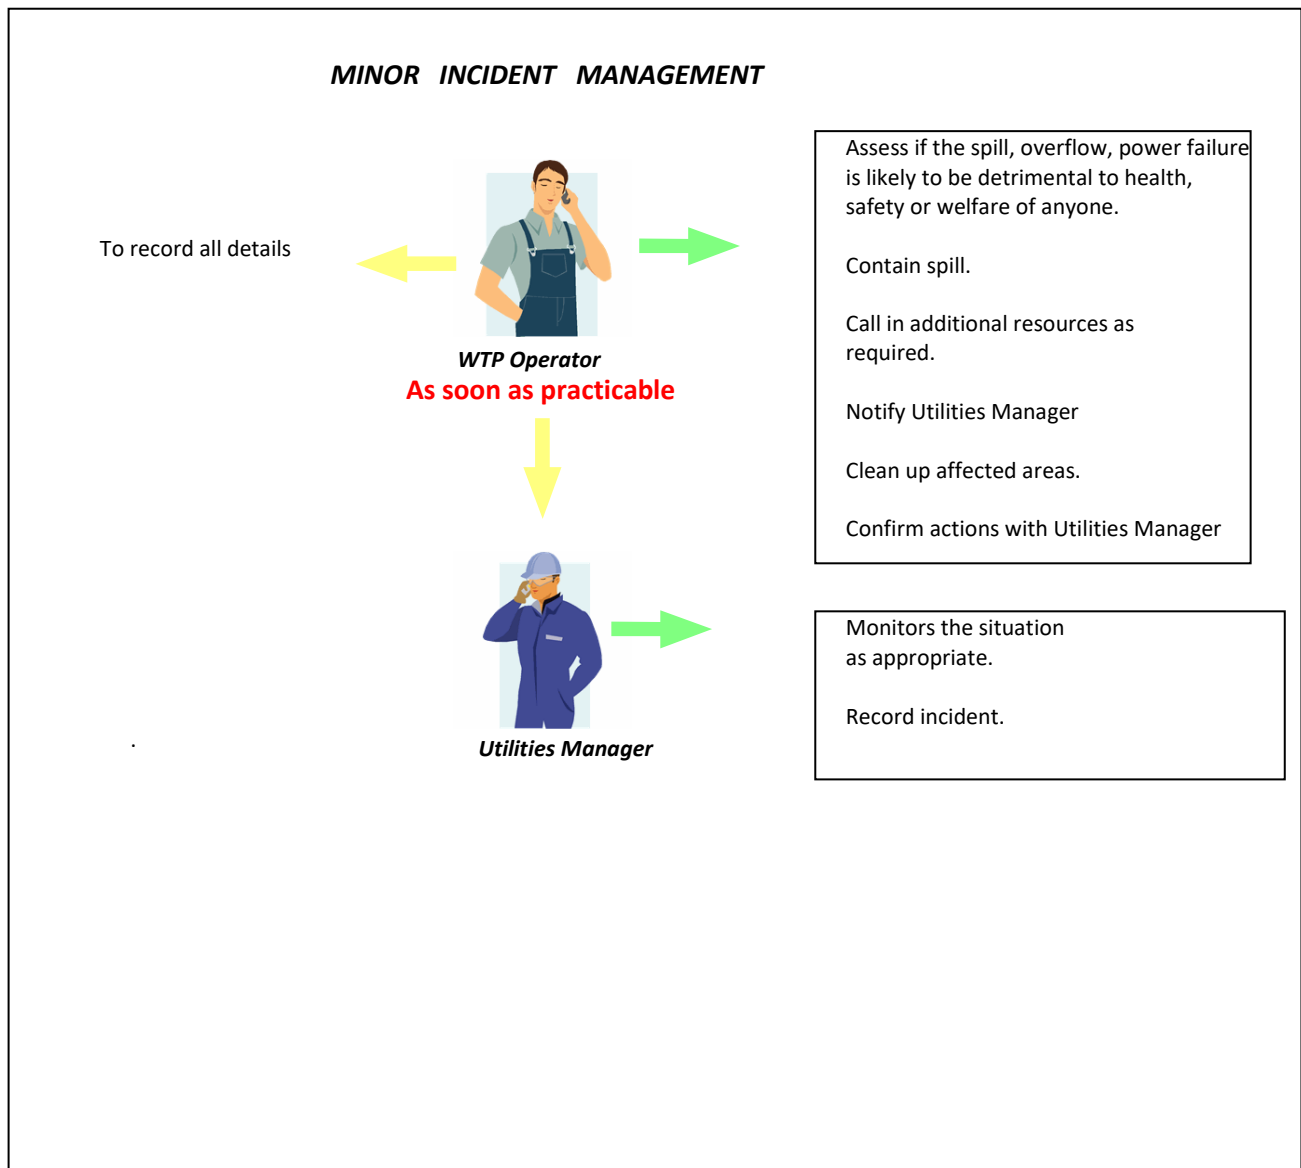 MINOR INCIDENT MANAGEMENT
To record all details
WTP Operator
As soon as practicable
Assess if the spill, overflow, power failure
is likely to be detrimental to health,
safety or welfare of anyone.
Contain spill.
Call in additional resources as
required.
Notify Utilities Manager
Clean up affected areas.
Confirm actions with Utilities Manager
Utilities Manager
Monitors the situation
as appropriate.
Record incident.
.